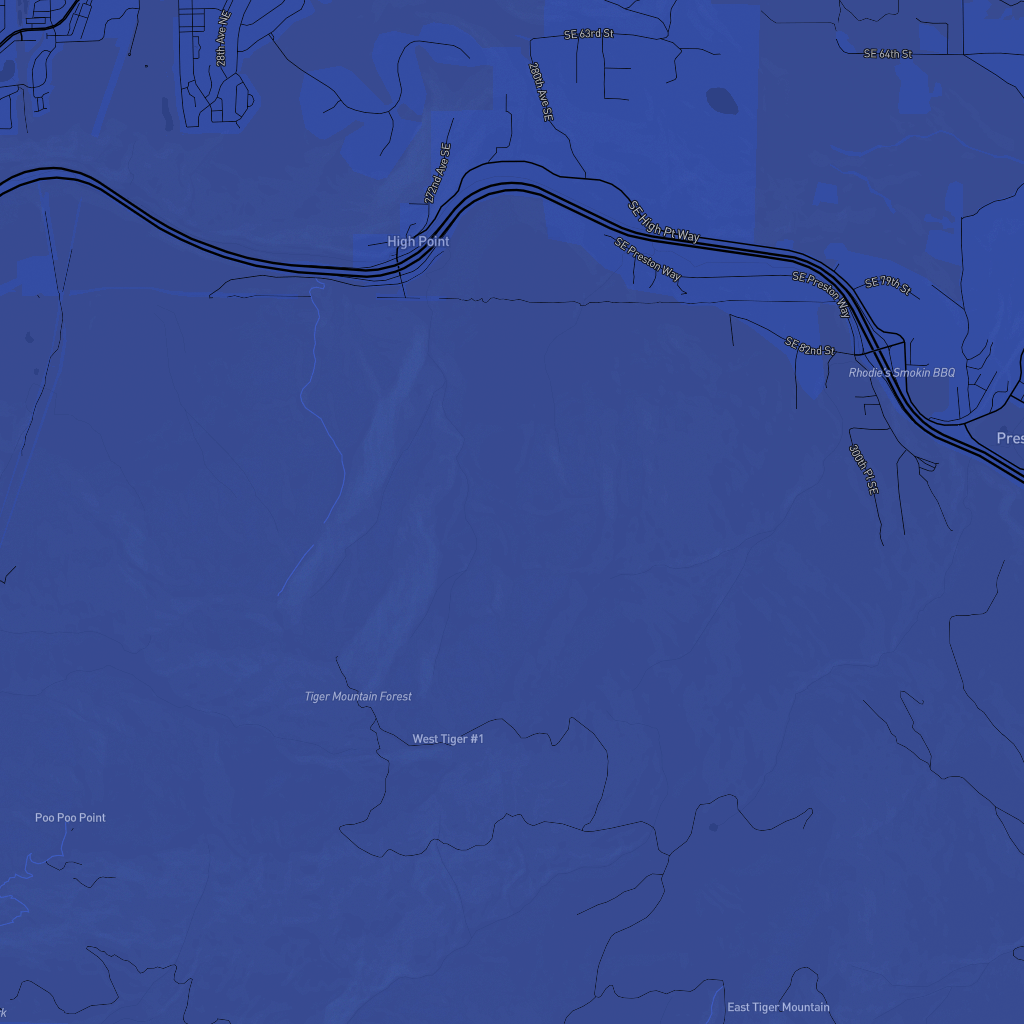 28th Ave NE
SE 63rd St
SE 64th St
280th Ave SE
272nd Ave SE
SE High Pt Way
High Point
SE Preston Way
SE Preston Way
SE 79th St
SE 82nd St
Rhodie's Smokin BBQ
Pres
300th Pl SE
Tiger Mountain Forest
West Tiger #1
Poo Poo Point
East Tiger Mountain
rk